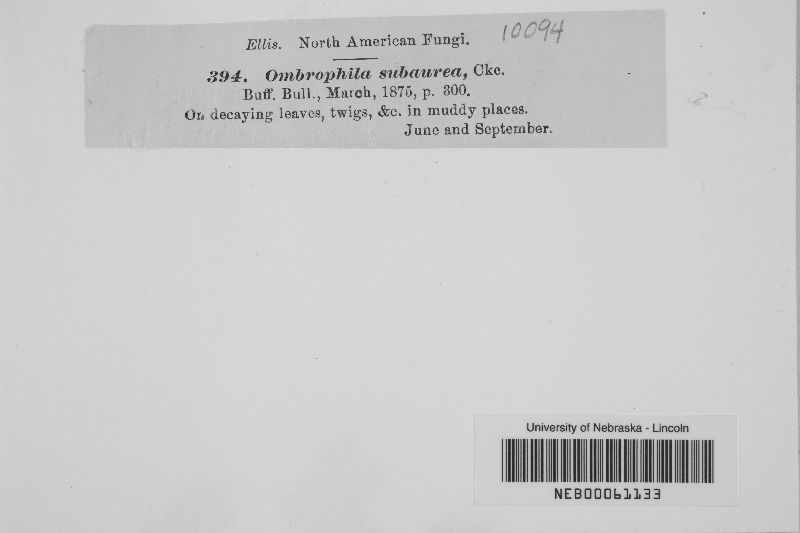 Ellis. North American Fungi. 10094
394. Ombrophila subaurea, Cke.
Buff. Bull., March, 1875, p. 300.
On decaying leaves, twigs, &c. in muddy places.
June and September.
University of Nebraska - Lincoln
NEB00061133